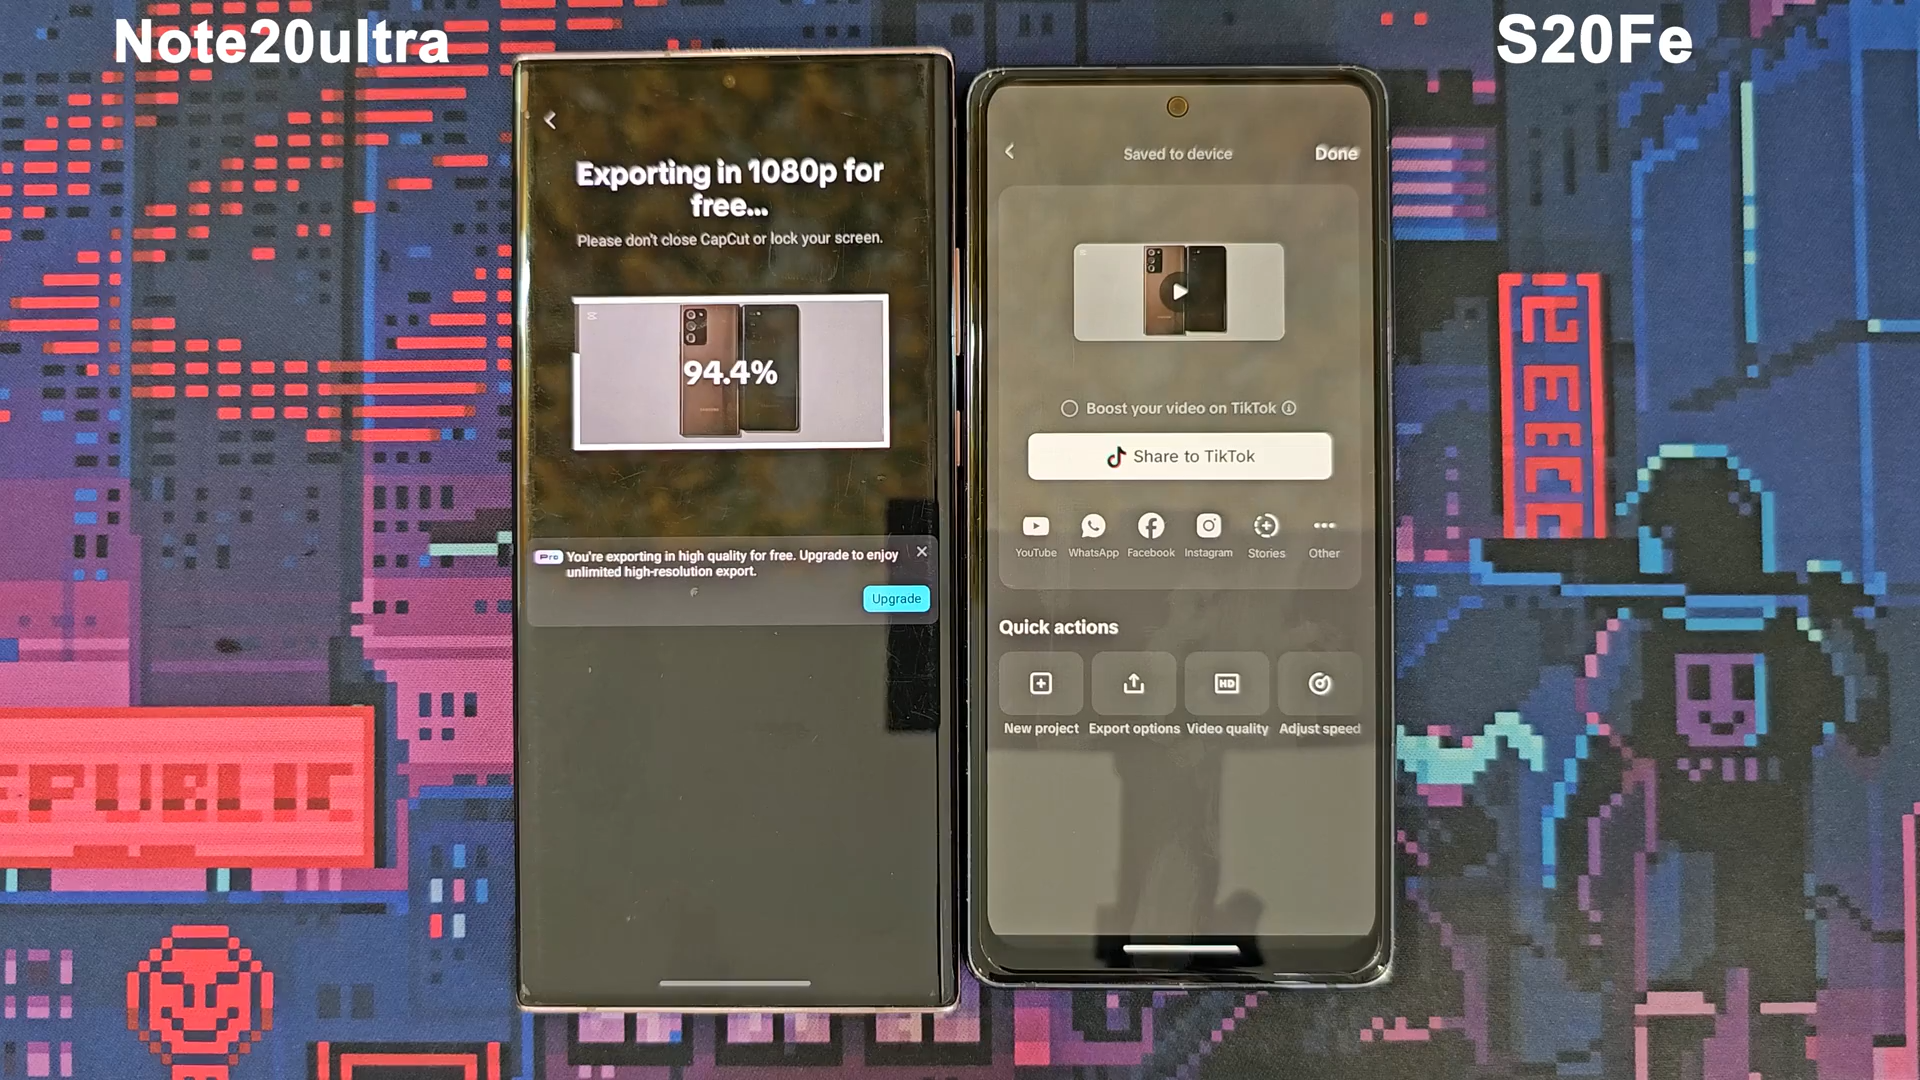 Note20ultra
S20Fe
Exporting in 1080p for
free...
Please don't close CapCut or lock your screen.
94.4%
Pro You're exporting in high quality for free. Upgrade to enjoy
unlimited high-resolution export.
Upgrade
Saved to device
Done
Boost your video on TikTok
Share to TikTok
YouTube WhatsApp Facebook Instagram Stories Other
Quick actions
HD
New project Export options Video quality Adjust speed
EPUBLIC